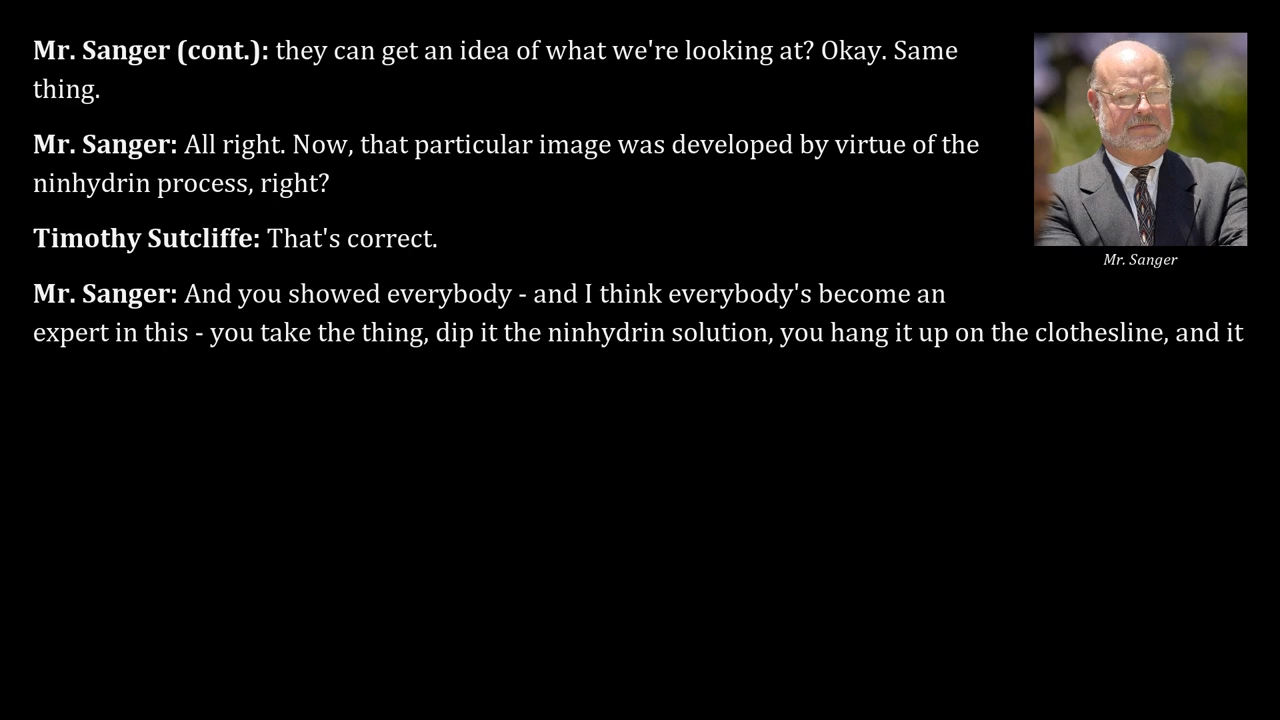 Mr. Sanger (cont.): they can get an idea of what we're looking at? Okay. Same
thing.
Mr. Sanger: All right. Now, that particular image was developed by virtue of the
ninhydrin process, right?
Timothy Sutcliffe: That's correct.
Mr. Sanger: And you showed everybody - and I think everybody's become an
expert in this - you take the thing, dip it the ninhydrin solution, you hang it up on the clothesline, and it
Mr. Sanger